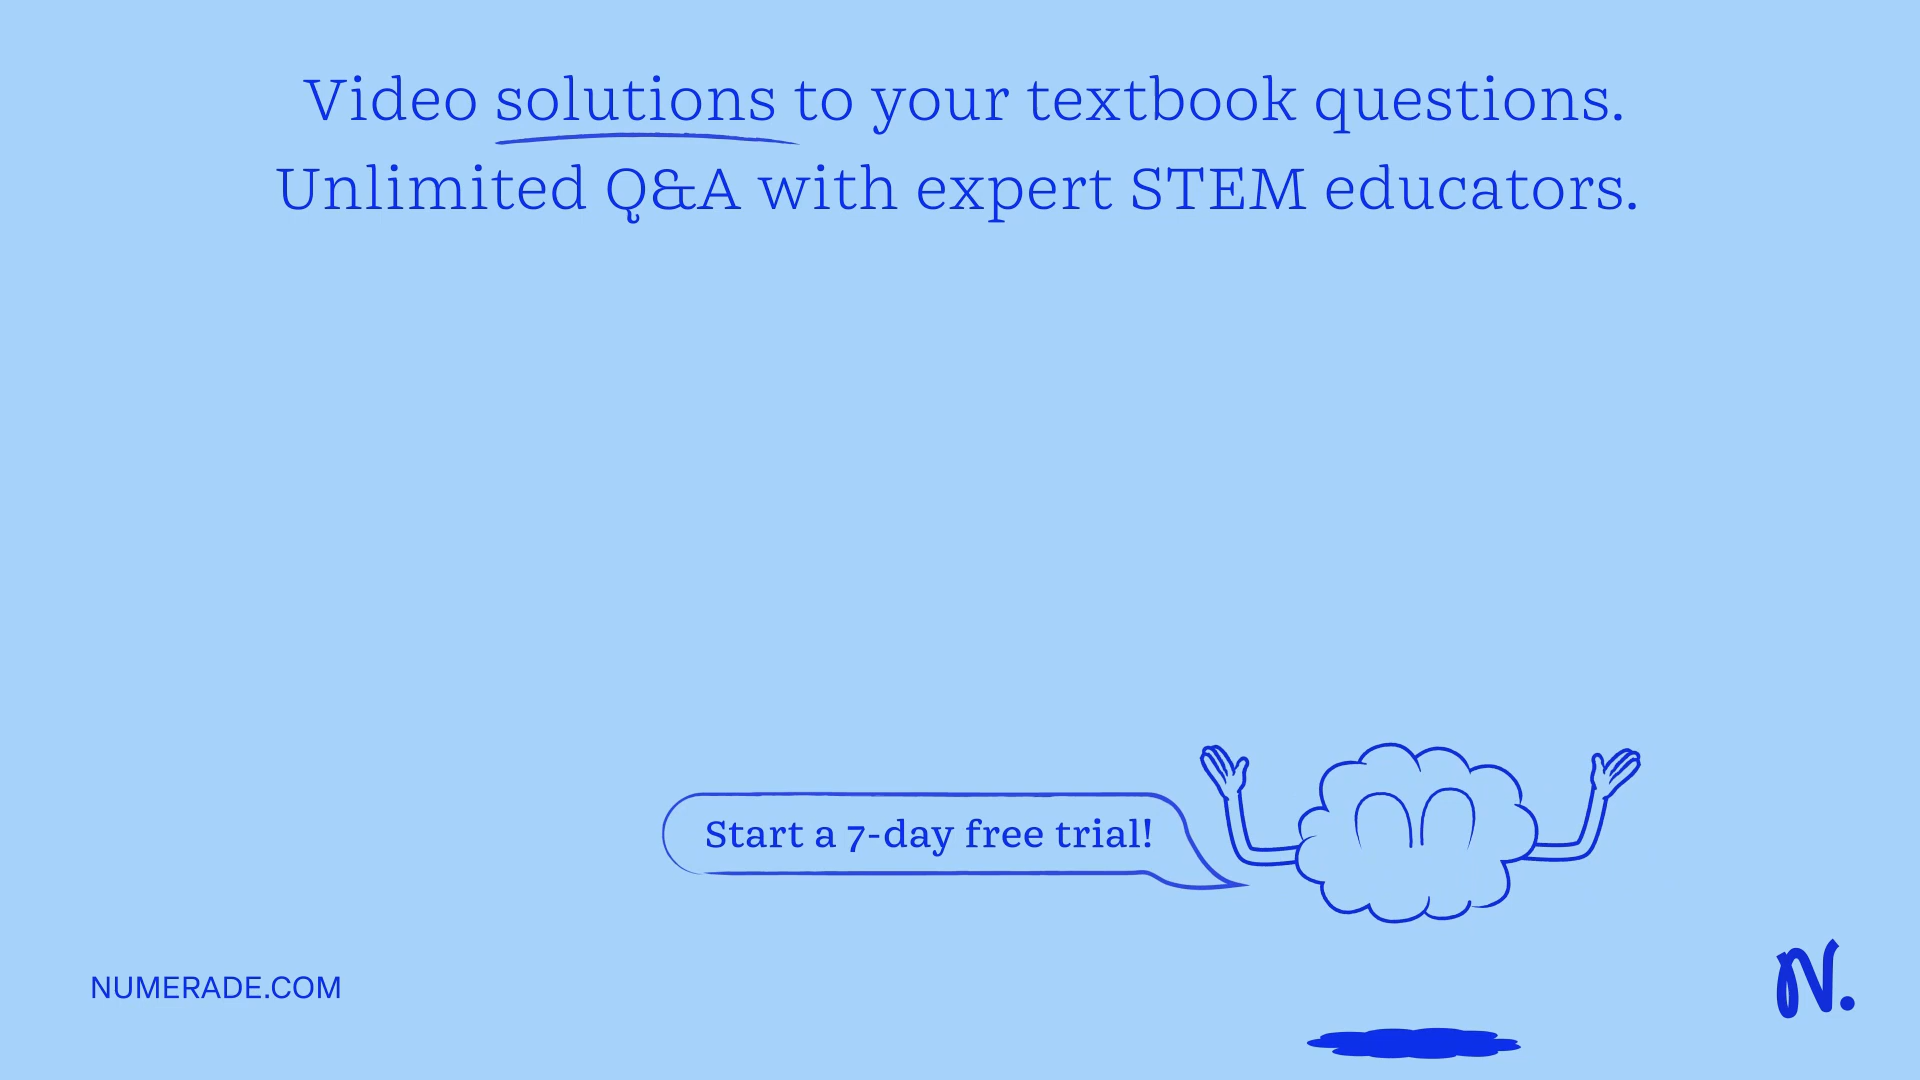 Video solutions to your textbook questions.
Unlimited Q&A with expert STEM educators.
Start a 7-day free trial!
NUMERADE.COM
N.